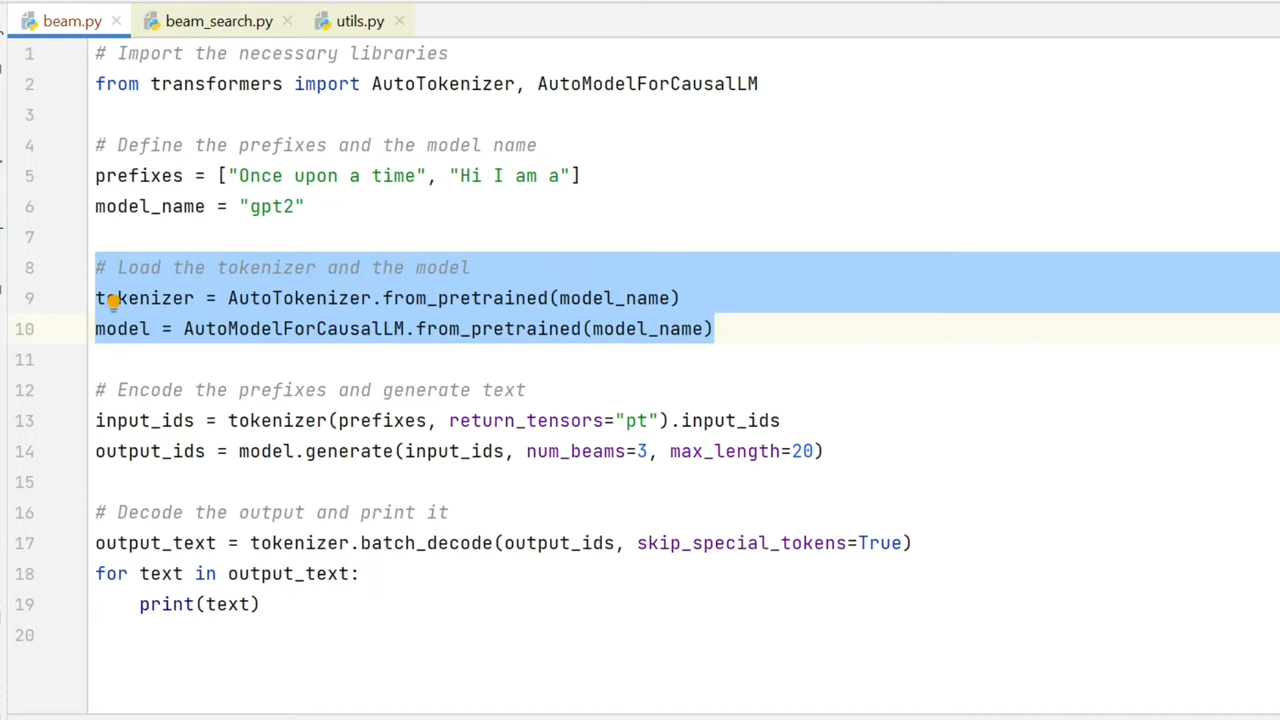 beam.py beam_search.py utils.py
1 # Import the necessary libraries
2 from transformers import AutoTokenizer, AutoModelForCausalLM
3
4 # Define the prefixes and the model name
5 prefixes = ["Once upon a time", "Hi I am a"]
6 model_name = "gpt2"
7
8 # Load the tokenizer and the model
9 tokenizer = AutoTokenizer.from_pretrained(model_name)
10 model = AutoModelForCausalLM.from_pretrained(model_name)
11
12 # Encode the prefixes and generate text
13 input_ids = tokenizer(prefixes, return_tensors="pt").input_ids
14 output_ids = model.generate(input_ids, num_beams=3, max_length=20)
15
16 # Decode the output and print it
17 output_text = tokenizer.batch_decode(output_ids, skip_special_tokens=True)
18 for text in output_text:
19     print(text)
20